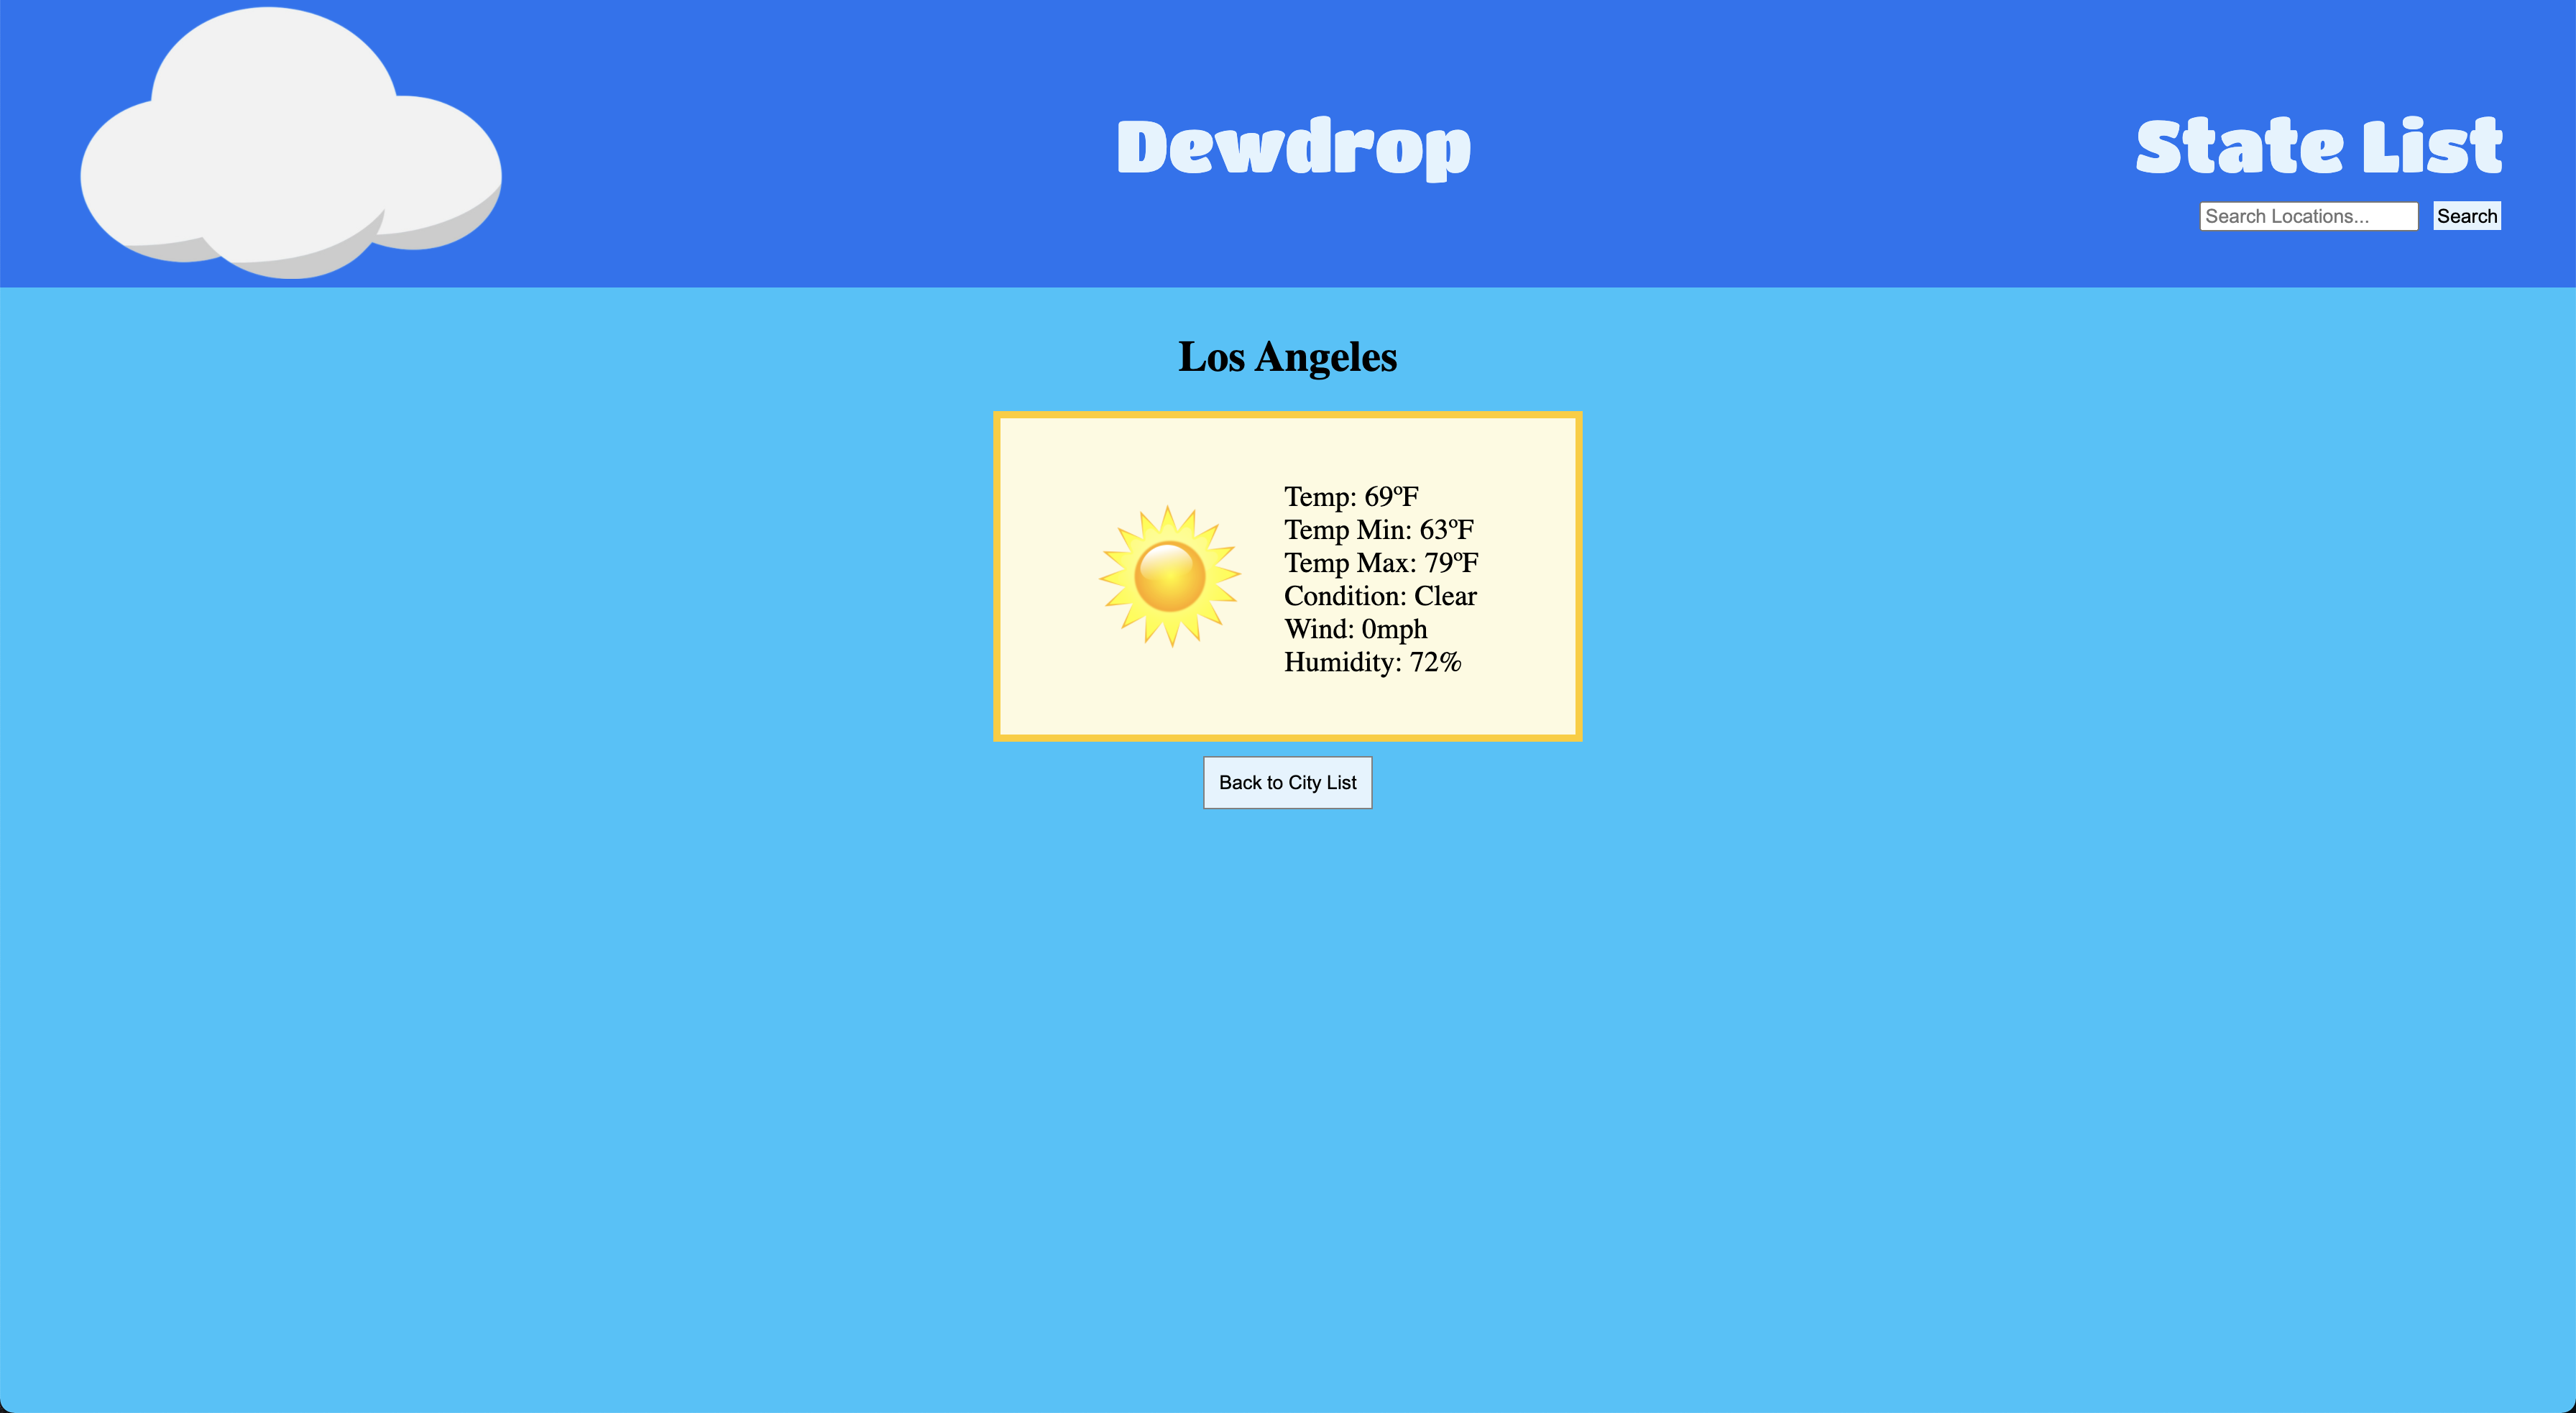 Dewdrop
State List
Search Locations... Search
Los Angeles
Temp: 69ºF
Temp Min: 63ºF
Temp Max: 79ºF
Condition: Clear
Wind: 0mph
Humidity: 72%
Back to City List